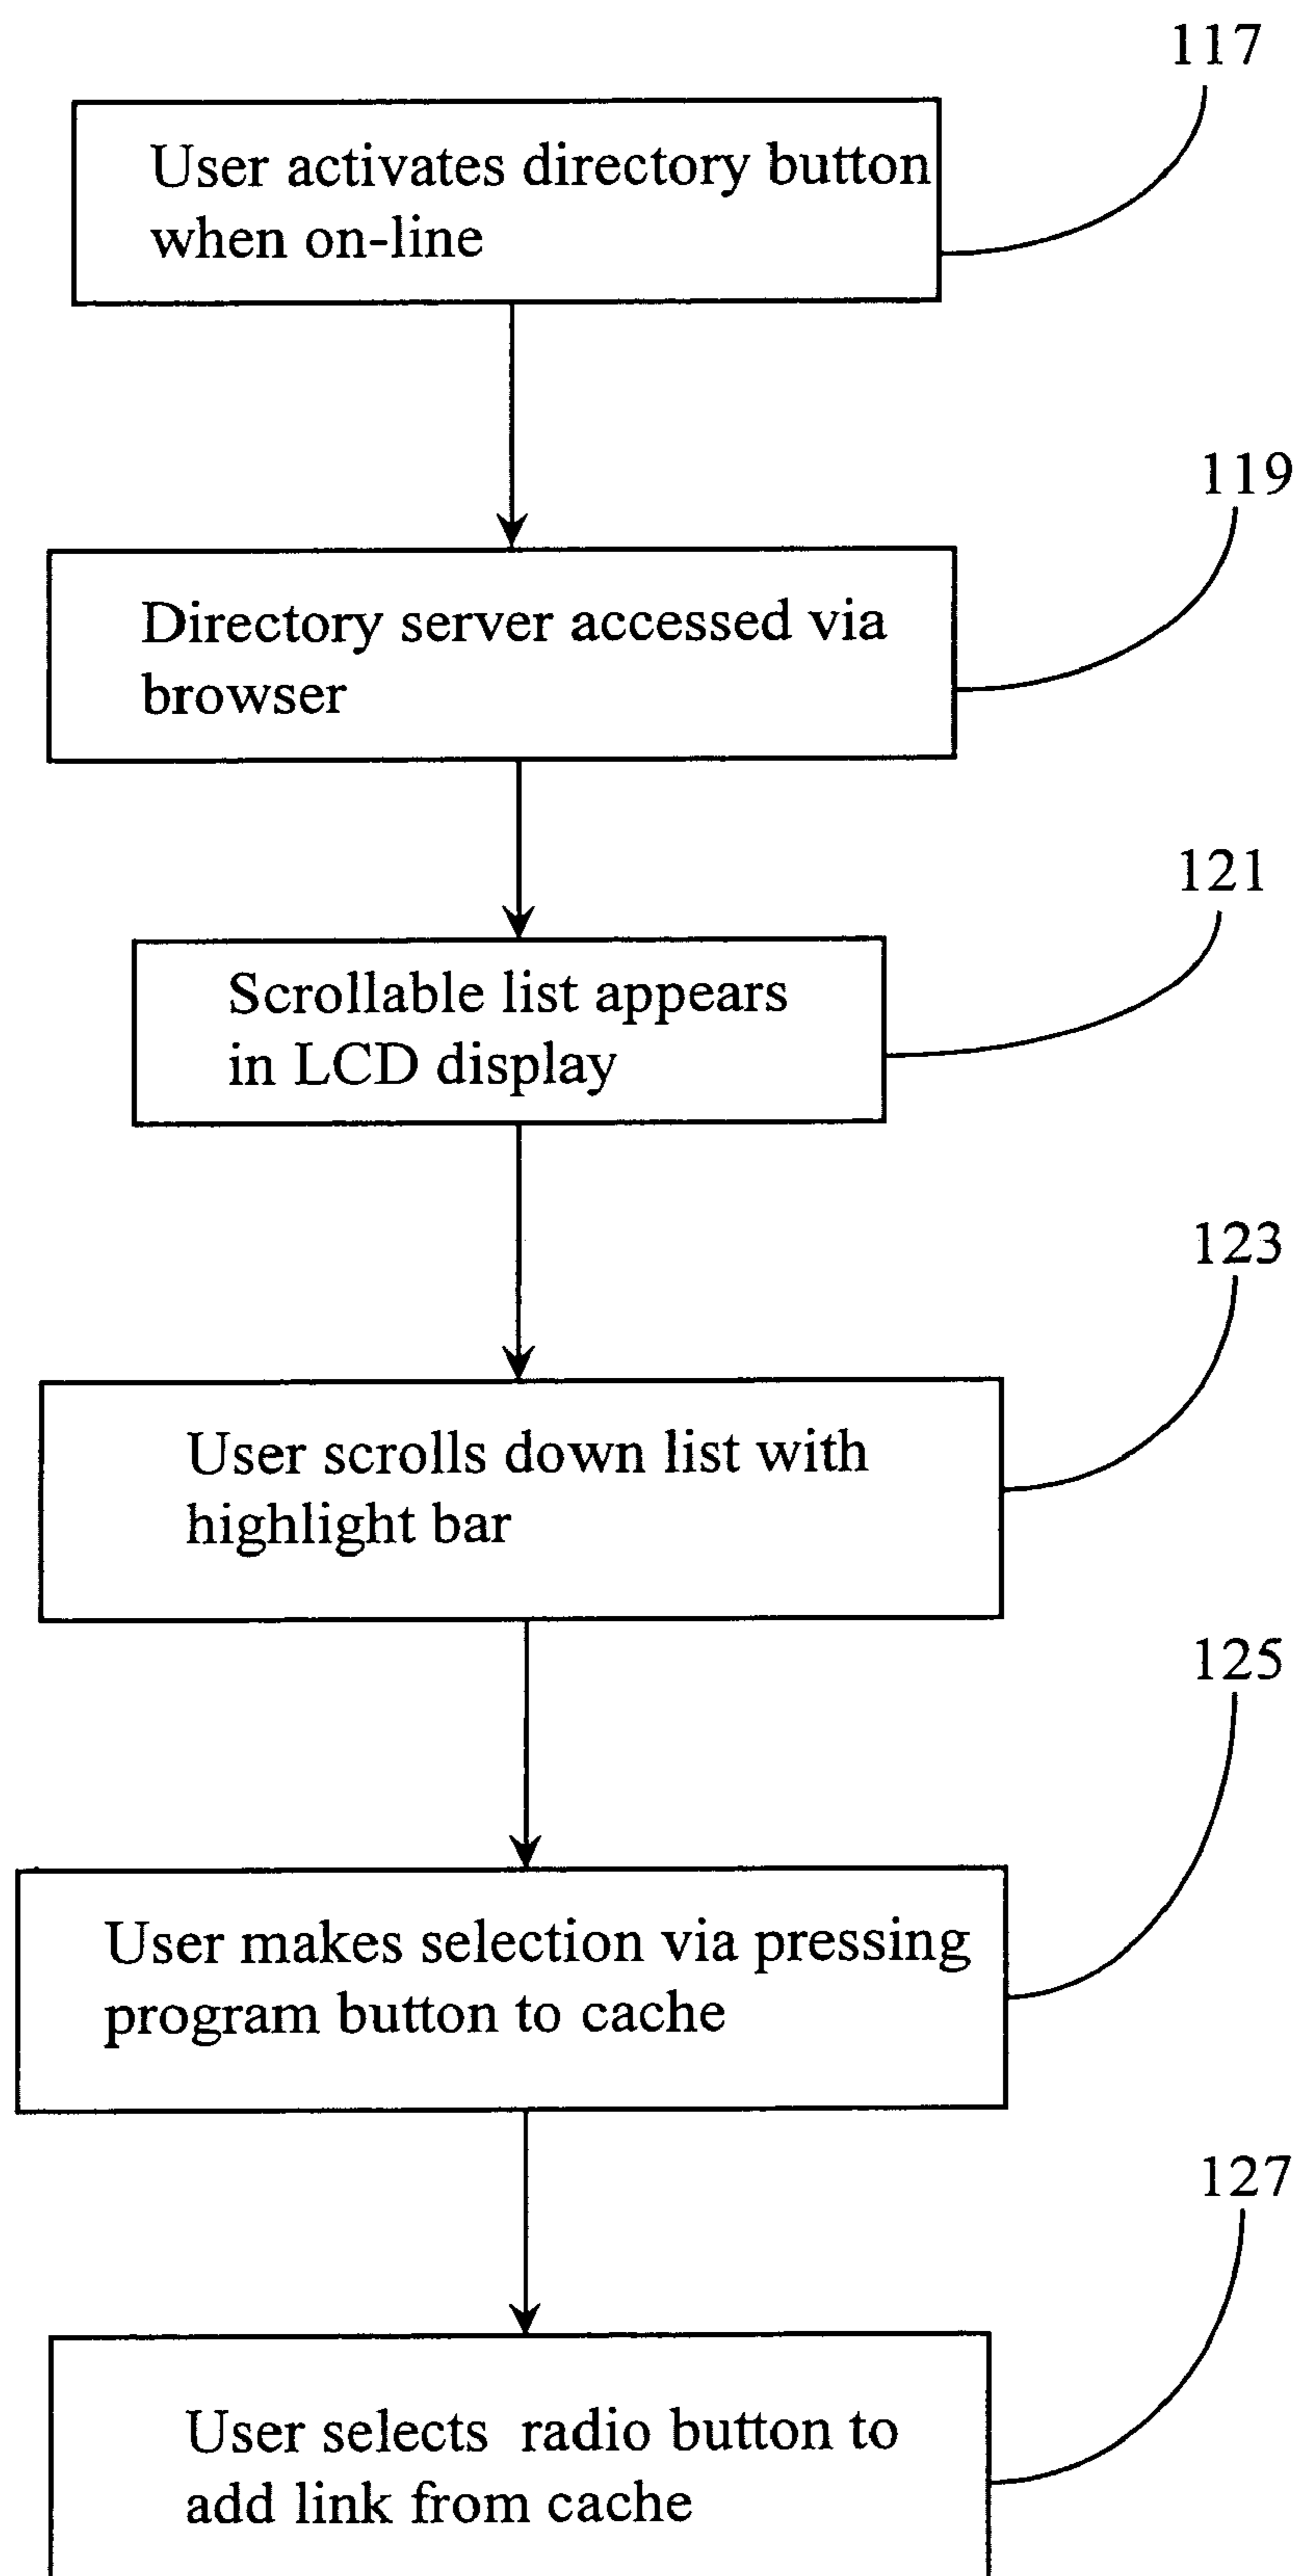 117
User activates directory button
when on-line
119
Directory server accessed via
browser
121
Scrollable list appears
in LCD display
123
User scrolls down list with
highlight bar
125
User makes selection via pressing
program button to cache
127
User selects radio button to
add link from cache